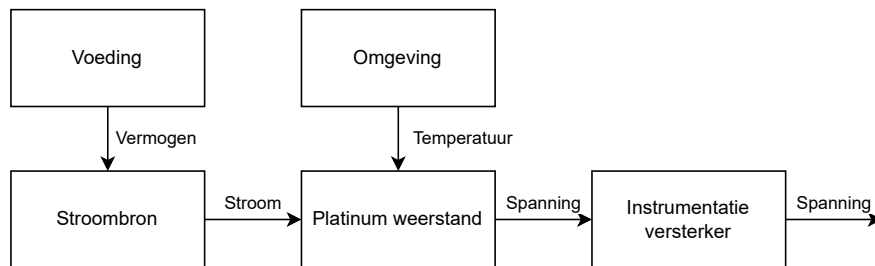 Voeding
Omgeving
Vermogen
Temperatuur
Stroombron
Stroom
Platinum weerstand
Spanning
Instrumentatie
versterker
Spanning